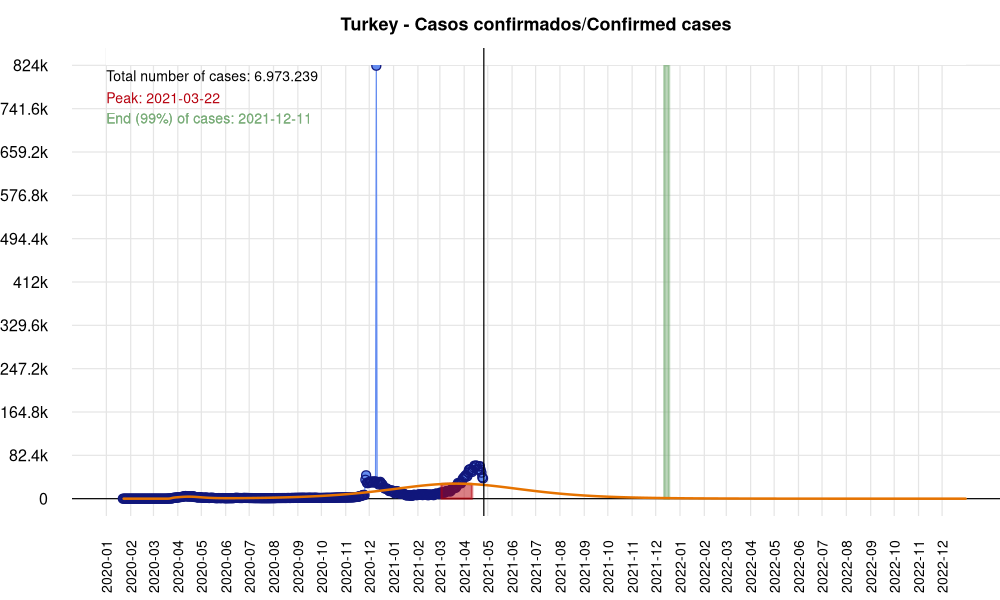 Turkey - Casos confirmados/Confirmed cases
824k
Total number of cases: 6.973.239
Peak: 2021-03-22
741.6k
End (99%) of cases: 2021-12-11
659.2k
576.8k
494.4k
412k
329.6k
247.2k
164.8k
82.4k
0
2020-01
2020-02
2020-03
2020-04
2020-05
2020-06
2020-07
2020-08
2020-09
2020-10
2020-11
2020-12
2021-01
2021-02
2021-03
2021-04
2021-05
2021-06
2021-07
2021-08
2021-09
2021-10
2021-11
2021-12
2022-01
2022-02
2022-03
2022-04
2022-05
2022-06
2022-07
2022-08
2022-09
2022-10
2022-11
2022-12